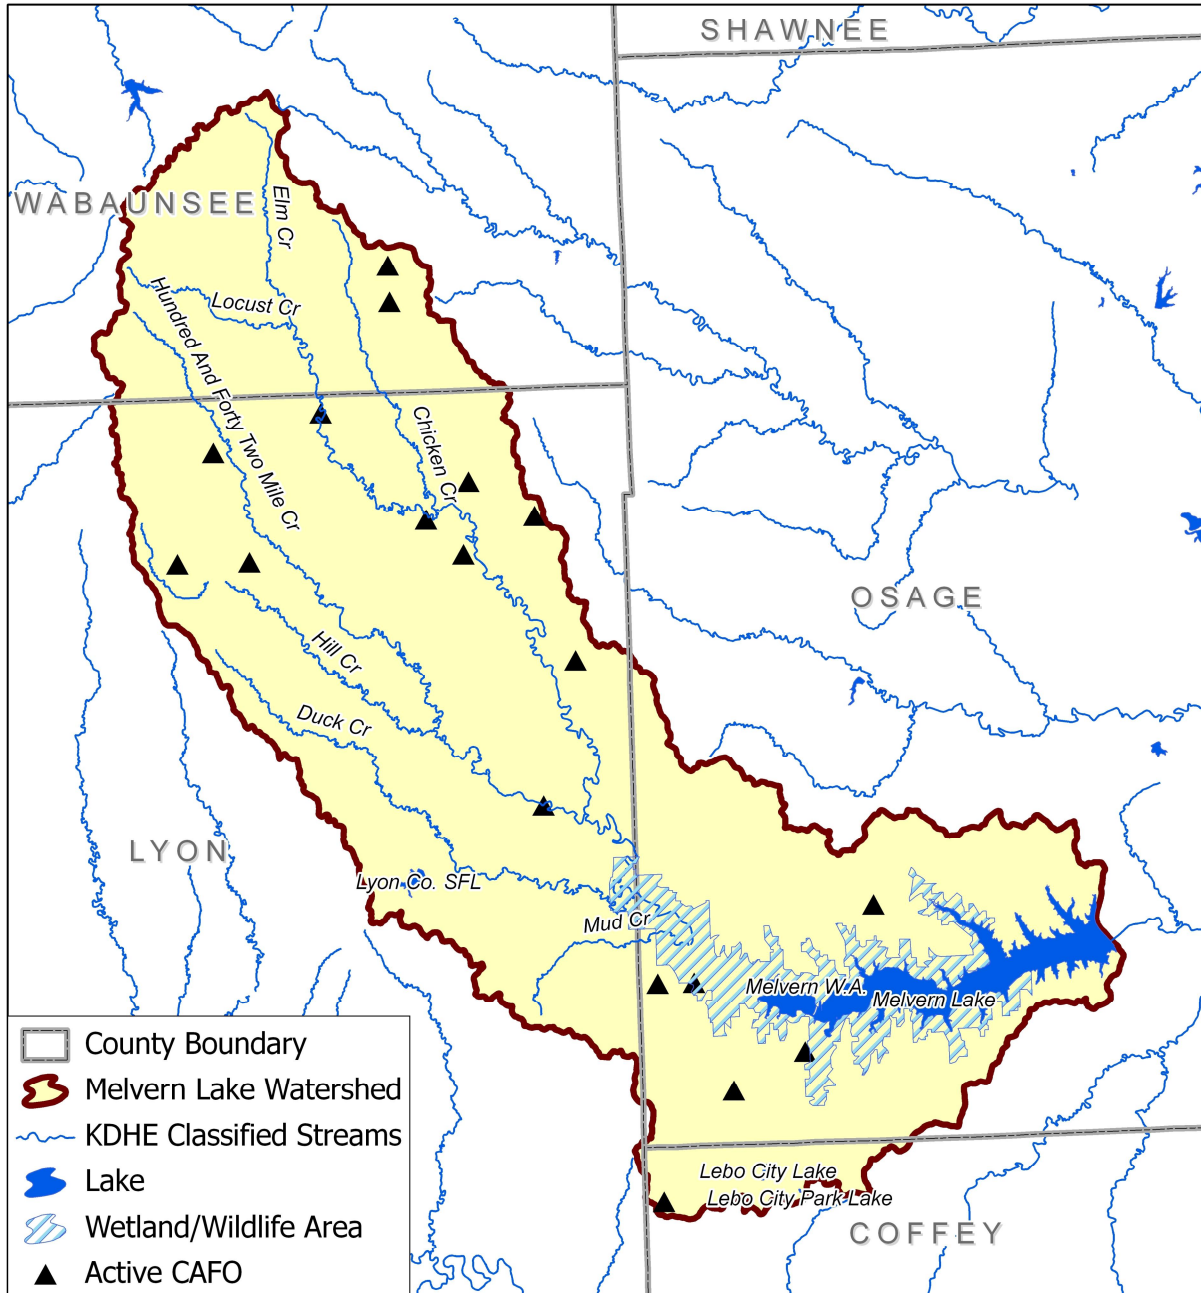 SHAWNEE
WABAUNSEE
Elm Cr
Locust Cr
Hundred And Forty Two Mile Cr
Chicken Cr
OSAGE
Hill Cr
Duck Cr
LYON
Lyon Co. SFL
Mud Cr
Melvern W.A.
Melvern Lake
Lebo City Lake
Lebo City Park Lake
COFFEY
County Boundary
Melvern Lake Watershed
KDHE Classified Streams
Lake
Wetland/Wildlife Area
Active CAFO